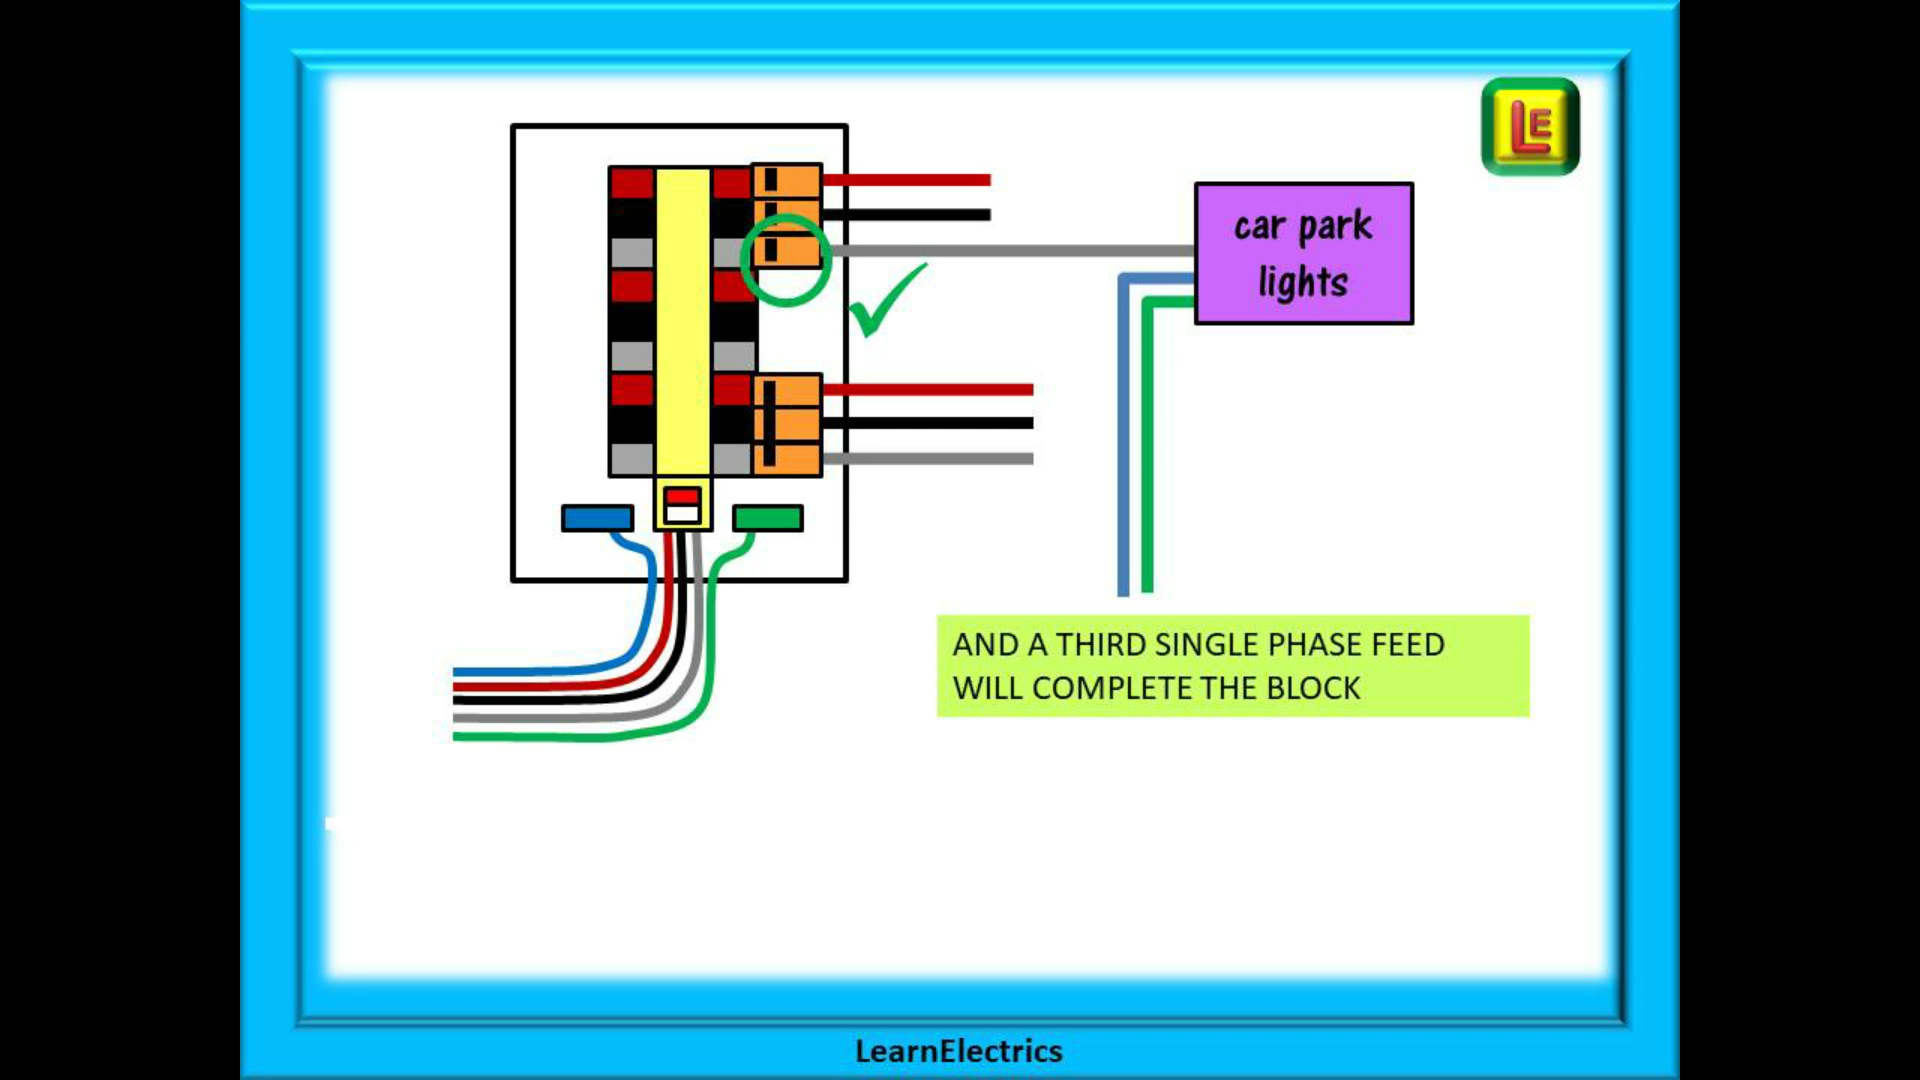 LE
car park
lights
AND A THIRD SINGLE PHASE FEED
WILL COMPLETE THE BLOCK
LearnElectrics